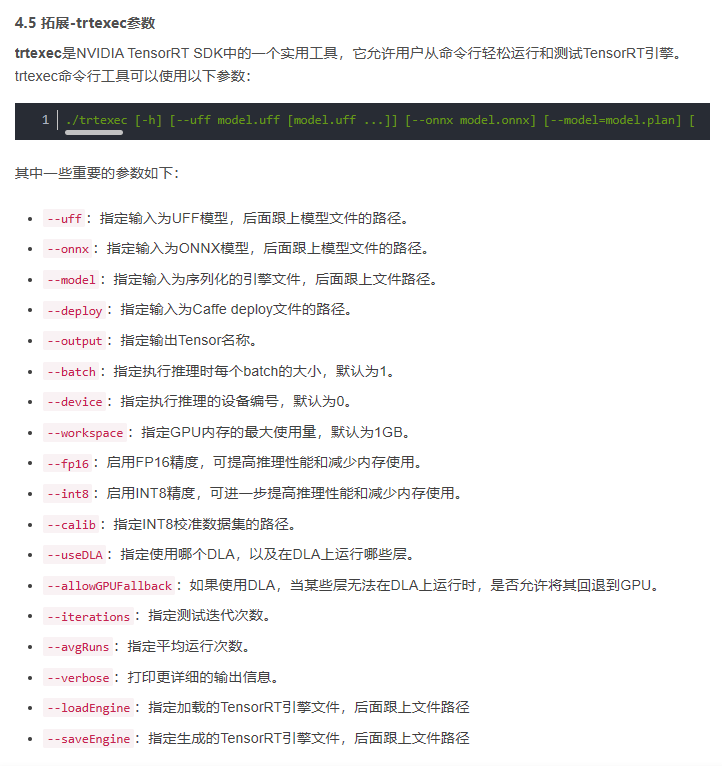 4.5 拓展-trtexec参数
trtexec是NVIDIA TensorRT SDK中的一个实用工具，它允许用户从命令行轻松运行和测试TensorRT引擎。
trtexec命令行工具可以使用以下参数：
1 ./trtexec [-h] [--uff model.uff [model.uff ...]] [--onnx model.onnx] [--model=model.plan] [
其中一些重要的参数如下：
• --uff：指定输入为UFF模型，后面跟上模型文件的路径。
• --onnx：指定输入为ONNX模型，后面跟上模型文件的路径。
• --model：指定输入为序列化的引擎文件，后面跟上文件路径。
• --deploy：指定输入为Caffe deploy文件的路径。
• --output：指定输出Tensor名称。
• --batch：指定执行推理时每个batch的大小，默认为1。
• --device：指定执行推理的设备编号，默认为0。
• --workspace：指定GPU内存的最大使用量，默认为1GB。
• --fp16：启用FP16精度，可提高推理性能和减少内存使用。
• --int8：启用INT8精度，可进一步提高推理性能和减少内存使用。
• --calib：指定INT8校准数据集的路径。
• --useDLA：指定使用哪个DLA，以及在DLA上运行哪些层。
• --allowGPUFallback：如果使用DLA，当某些层无法在DLA上运行时，是否允许将其回退到GPU。
• --iterations：指定测试迭代次数。
• --avgRuns：指定平均运行次数。
• --verbose：打印更详细的输出信息。
• --loadEngine：指定加载的TensorRT引擎文件，后面跟上文件路径
• --saveEngine：指定生成的TensorRT引擎文件，后面跟上文件路径